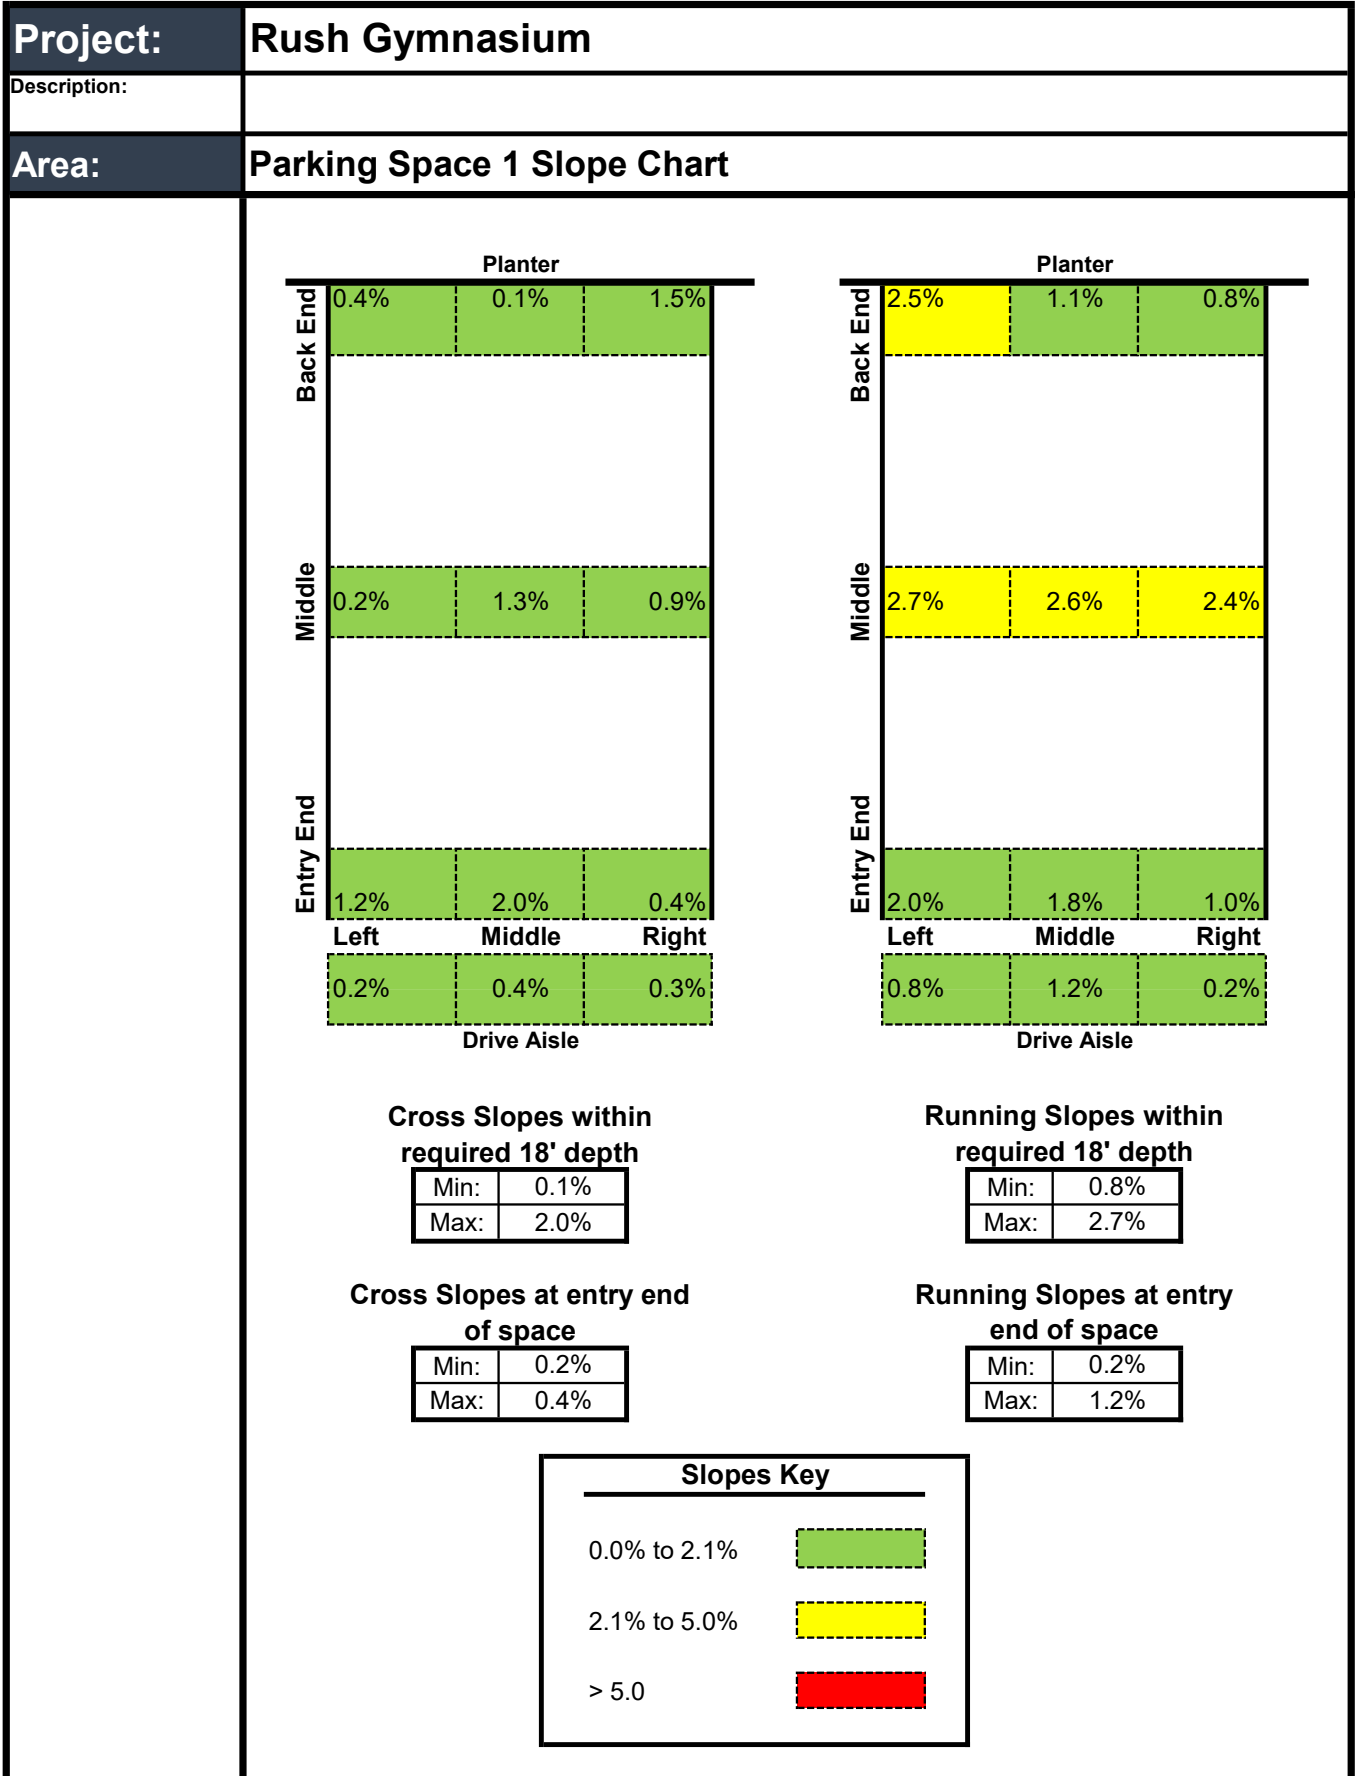 Project:
Rush Gymnasium
Description:
Area:
Parking Space 1 Slope Chart
Planter
Back End
0.4% 0.1% 1.5%
Middle
0.2% 1.3% 0.9%
Entry End
1.2% 2.0% 0.4%
Left Middle Right
0.2% 0.4% 0.3%
Drive Aisle
Planter
Back End
2.5% 1.1% 0.8%
Middle
2.7% 2.6% 2.4%
Entry End
2.0% 1.8% 1.0%
Left Middle Right
0.8% 1.2% 0.2%
Drive Aisle
Cross Slopes within
required 18' depth
Min: 0.1%
Max: 2.0%
Running Slopes within
required 18' depth
Min: 0.8%
Max: 2.7%
Cross Slopes at entry end
of space
Min: 0.2%
Max: 0.4%
Running Slopes at entry
end of space
Min: 0.2%
Max: 1.2%
Slopes Key
0.0% to 2.1%
2.1% to 5.0%
> 5.0